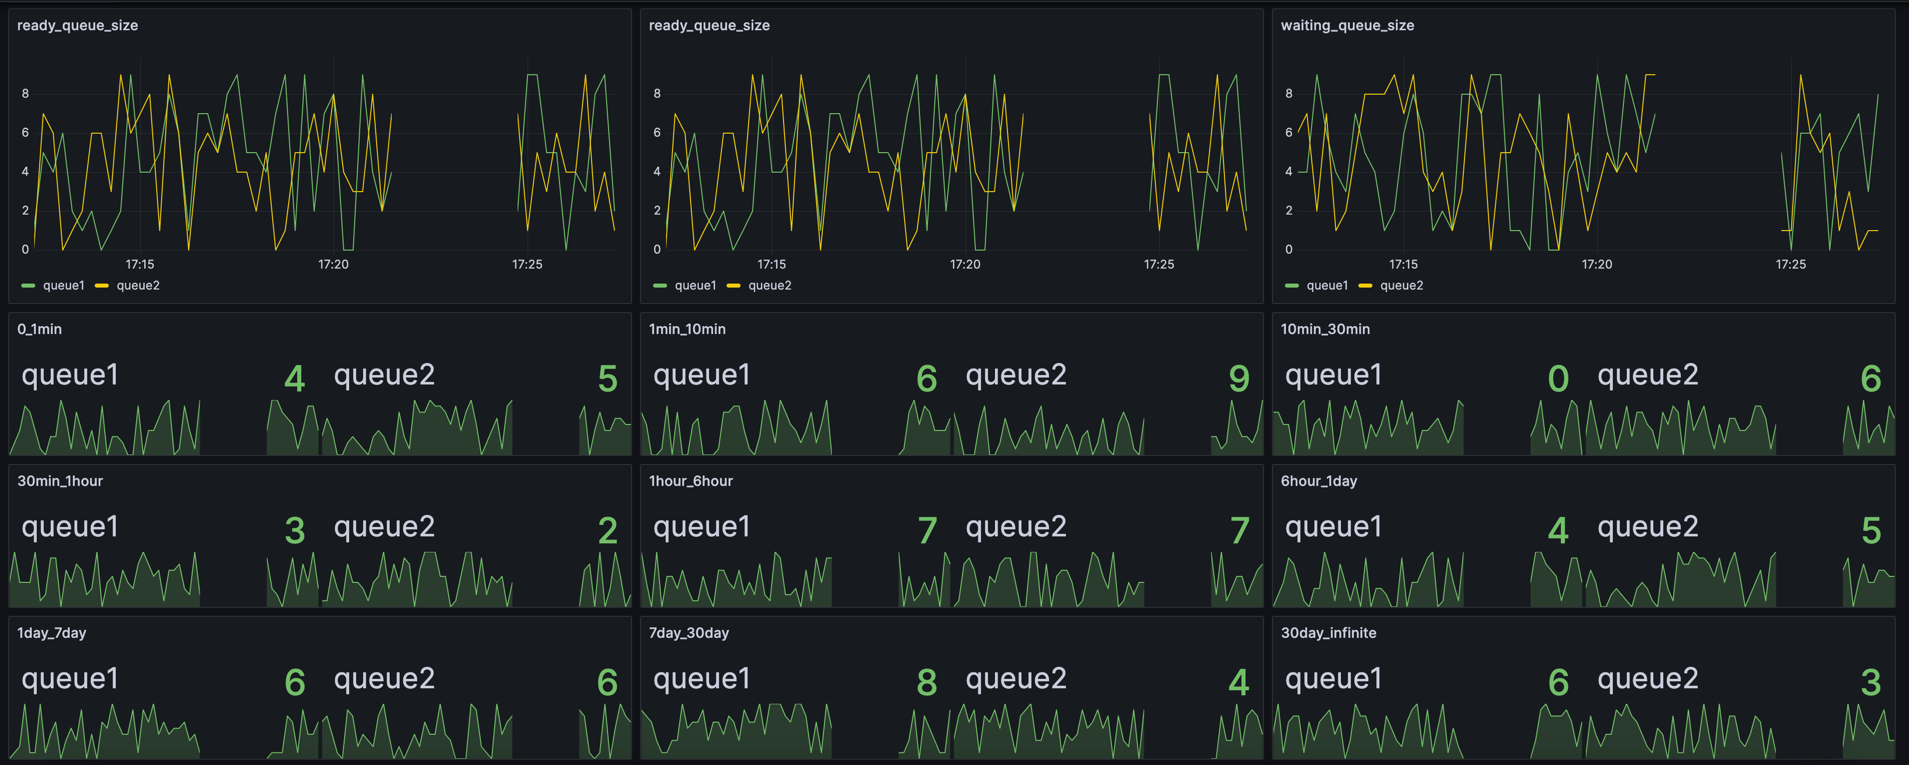 ready_queue_size
8
6
4
2
0
17:15 17:20 17:25
queue1 queue2
ready_queue_size
8
6
4
2
0
17:15 17:20 17:25
queue1 queue2
waiting_queue_size
8
6
4
2
0
17:15 17:20 17:25
queue1 queue2
0_1min
queue1 4 queue2 5
1min_10min
queue1 6 queue2 9
10min_30min
queue1 0 queue2 6
30min_1hour
queue1 3 queue2 2
1hour_6hour
queue1 7 queue2 7
6hour_1day
queue1 4 queue2 5
1day_7day
queue1 6 queue2 6
7day_30day
queue1 8 queue2 4
30day_infinite
queue1 6 queue2 3